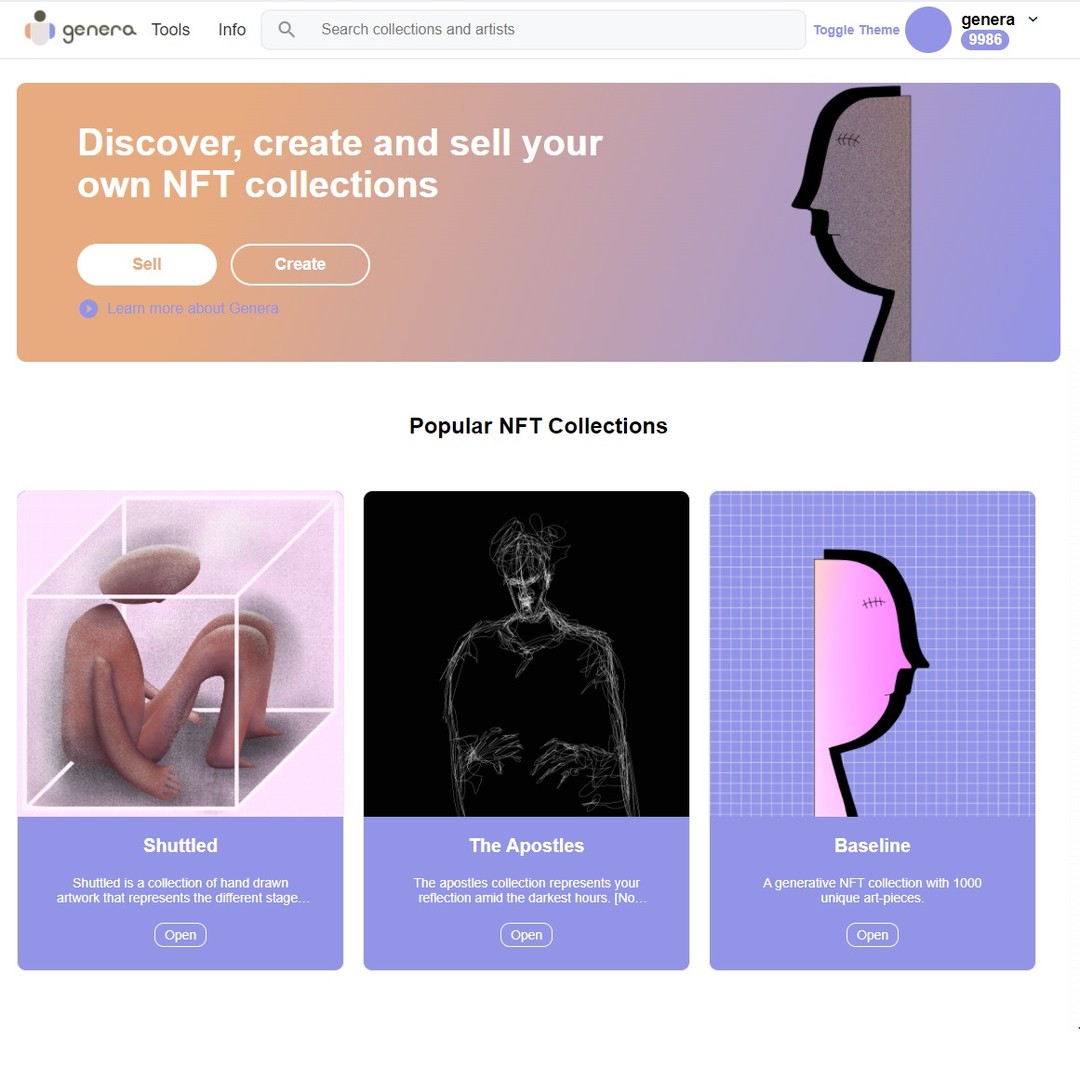 genera
Tools
Info
Search collections and artists
Toggle Theme
genera
9986
Discover, create and sell your
own NFT collections
Sell
Create
Learn more about Genera
Popular NFT Collections
Shuttled
Shuttled is a collection of hand drawn
artwork that represents the different stage...
Open
The Apostles
The apostles collection represents your
reflection amid the darkest hours. [No...
Open
Baseline
A generative NFT collection with 1000
unique art-pieces.
Open